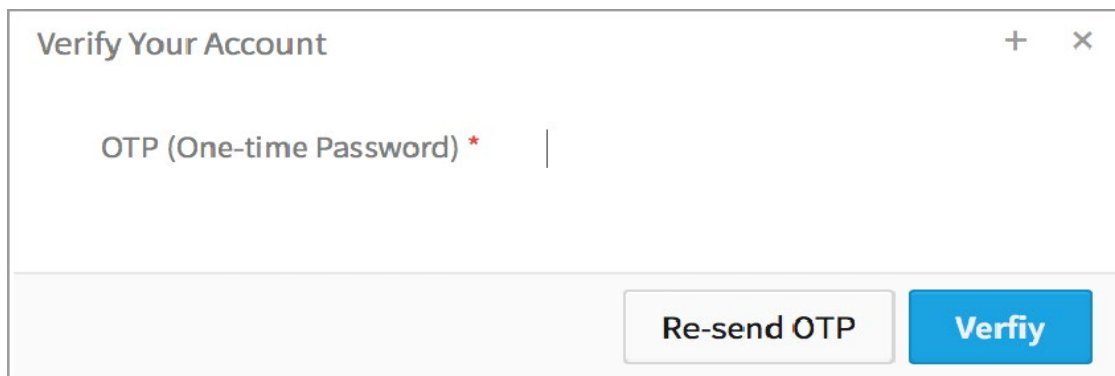 Verify Your Account + ×
OTP (One-time Password) *
Re-send OTP Verfiy